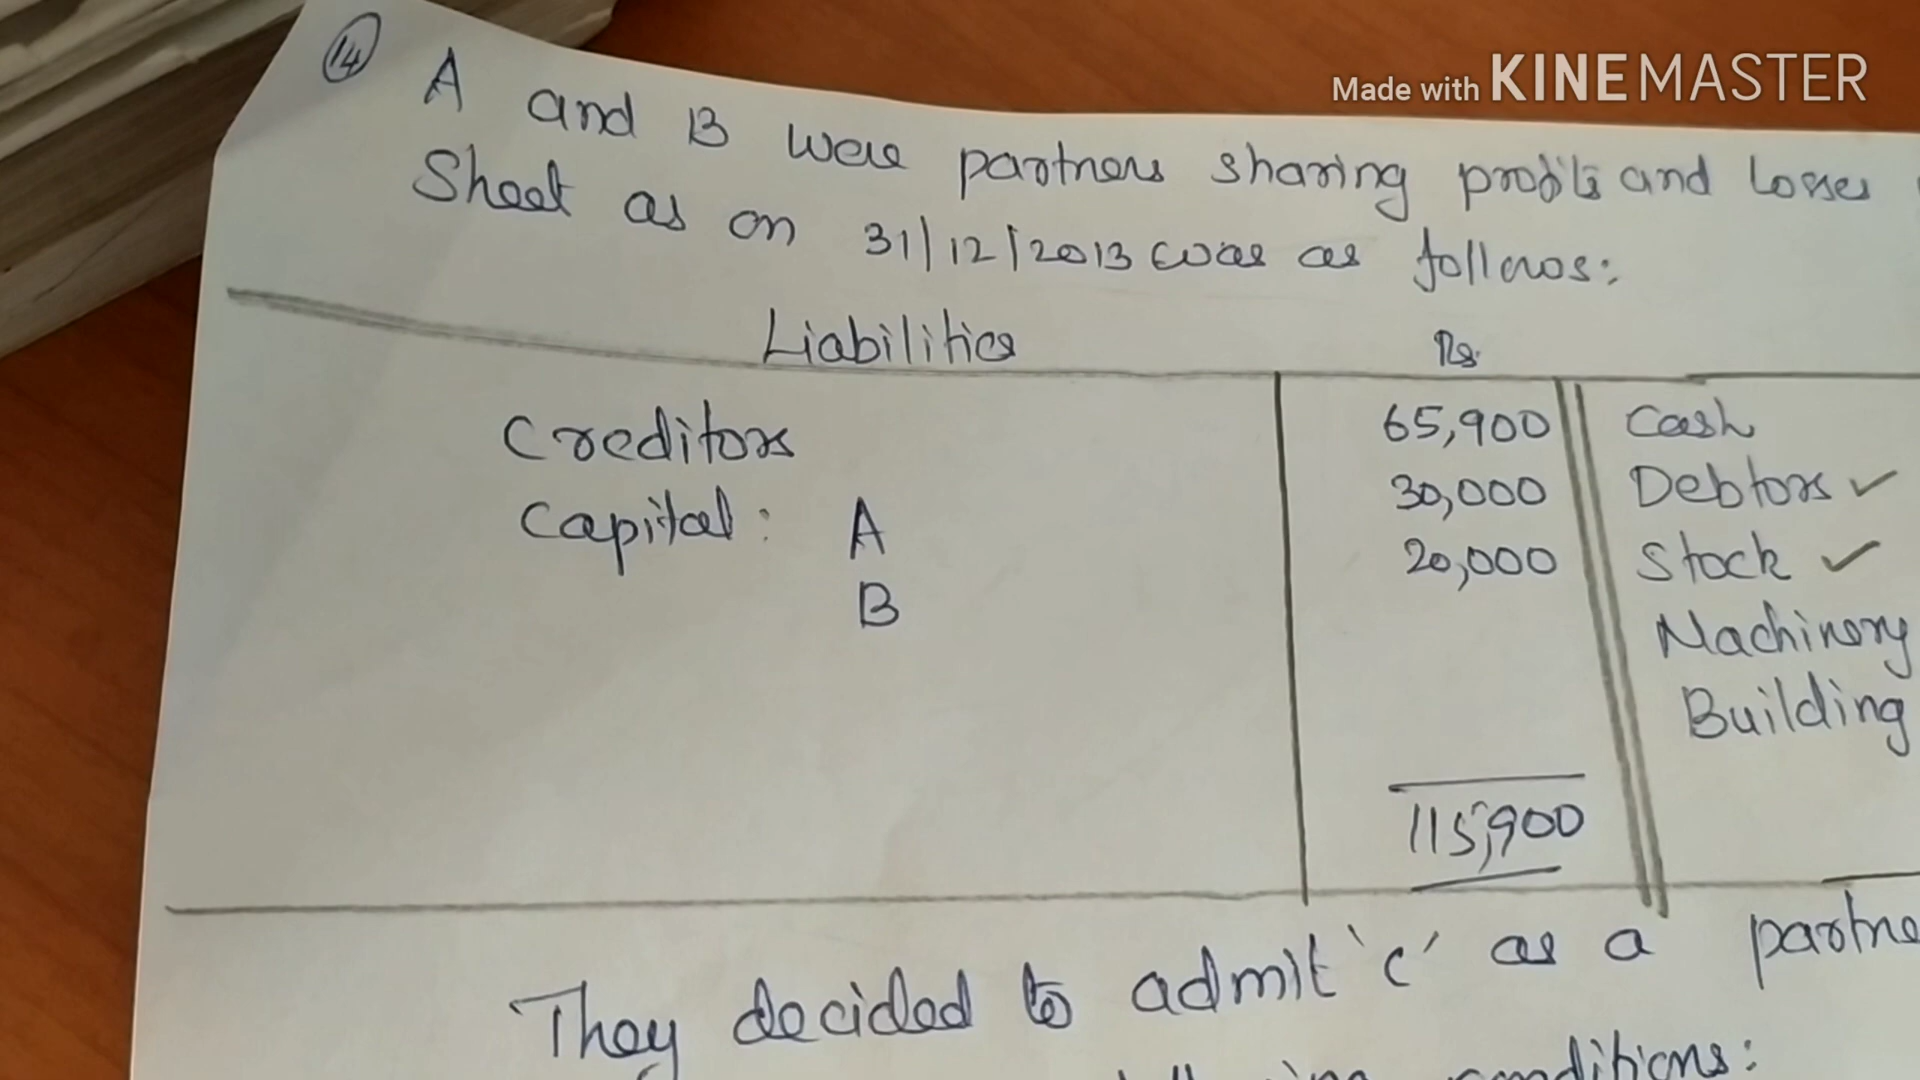 Made with KINEMASTER
14 A and B were partners sharing profits and losses
Sheet as on 31/12/2013 was as follows:
Liabilities Rs.
Creditors 65,900 Cash
Capital: A 30,000 Debtors ✓
B 20,000 Stock ✓
Machinery
Building
115,900
They decided to admit 'C' as a partne
conditions: